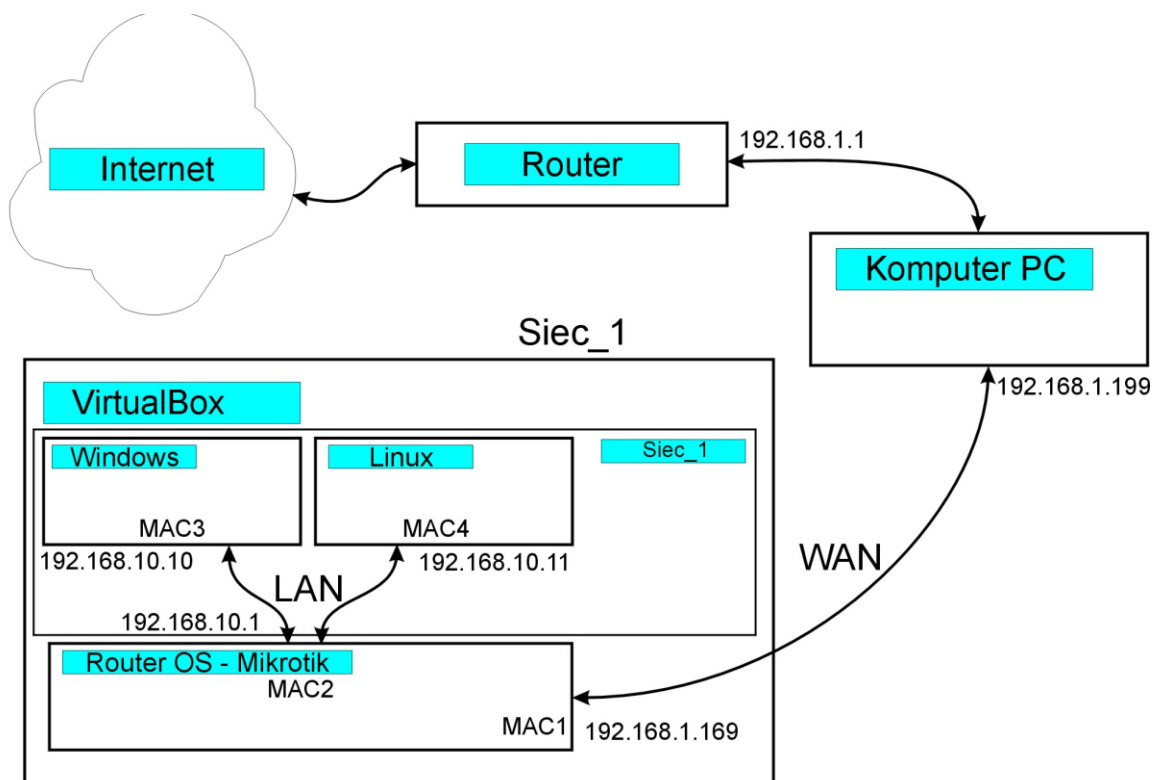 Internet
Router
192.168.1.1
Komputer PC
192.168.1.199
Siec_1
VirtualBox
Windows
Linux
Siec_1
MAC3
MAC4
192.168.10.10
192.168.10.11
LAN
WAN
192.168.10.1
Router OS - Mikrotik
MAC2
MAC1
192.168.1.169